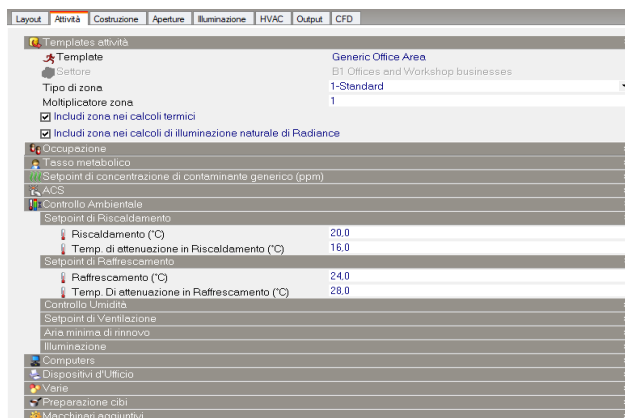 Layout Attività Costruzione Aperture Illuminazione HVAC Output CFD
Templates attività
Template Generic Office Area
Settore B1 Offices and Workshop businesses
Tipo di zona 1-Standard
Moltiplicatore zona 1
Includi zona nei calcoli termici
Includi zona nei calcoli di illuminazione naturale di Radiance
Occupazione
Tasso metabolico
Setpoint di concentrazione di contaminante generico (ppm)
ACS
Controllo Ambientale
Setpoint di Riscaldamento
Riscaldamento (°C) 20,0
Temp. di attenuazione in Riscaldamento (°C) 16,0
Setpoint di Raffrescamento
Raffrescamento (°C) 24,0
Temp. Di attenuazione in Raffrescamento (°C) 28,0
Controllo Umidità
Setpoint di Ventilazione
Aria minima di rinnovo
Illuminazione
Computers
Dispositivi d'Ufficio
Varie
Preparazione cibi
Macchinari aggiuntivi